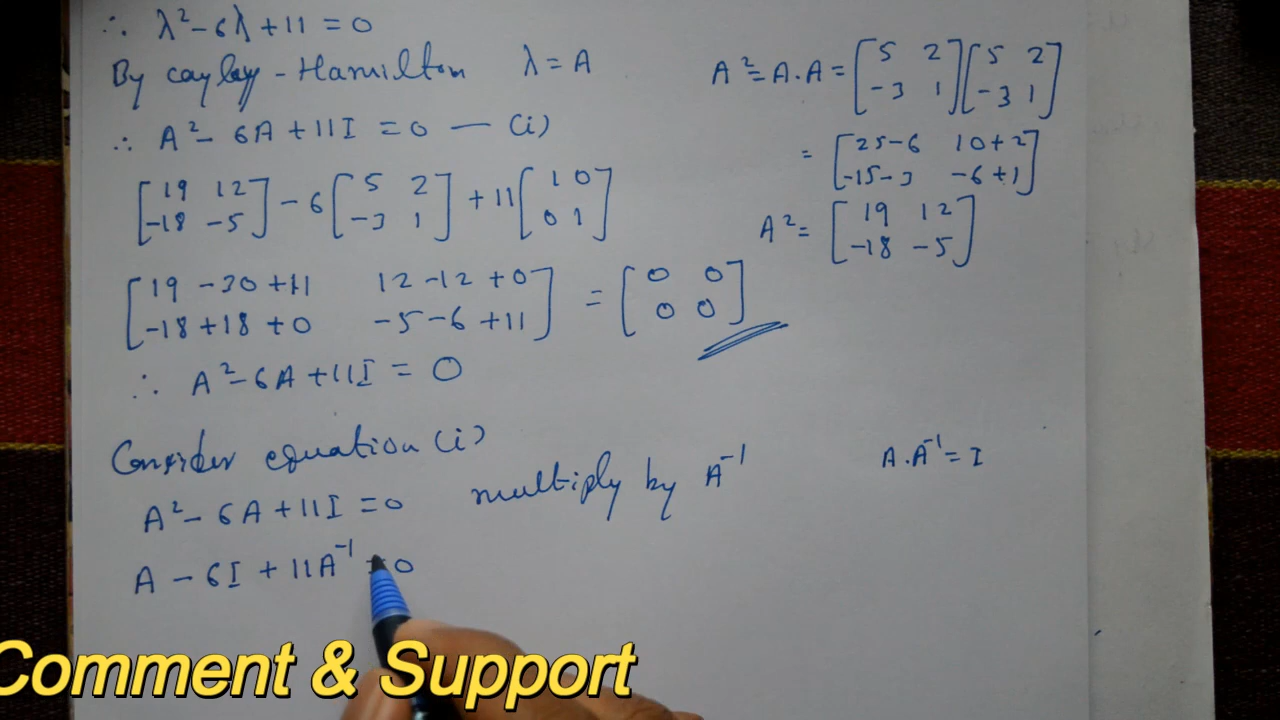 ∴ λ²-6λ+11=0
By cayley-Hamilton λ=A
∴ A²-6A+11I=0 — (i)
[19 12
-18 -5] -6[5 2
-3 1] +11[1 0
0 1]
[19-30+11 12-12+0
-18+18+0 -5-6+11] = [0 0
0 0]
∴ A²-6A+11I=0
A²=A.A=[5 2
-3 1][5 2
-3 1]
= [25-6 10+2
-15-3 -6+1]
A²= [19 12
-18 -5]
Consider equation (i)
A²-6A+11I=0 multiply by A⁻¹
A.A⁻¹=I
A-6I+11A⁻¹=0
Comment & Support